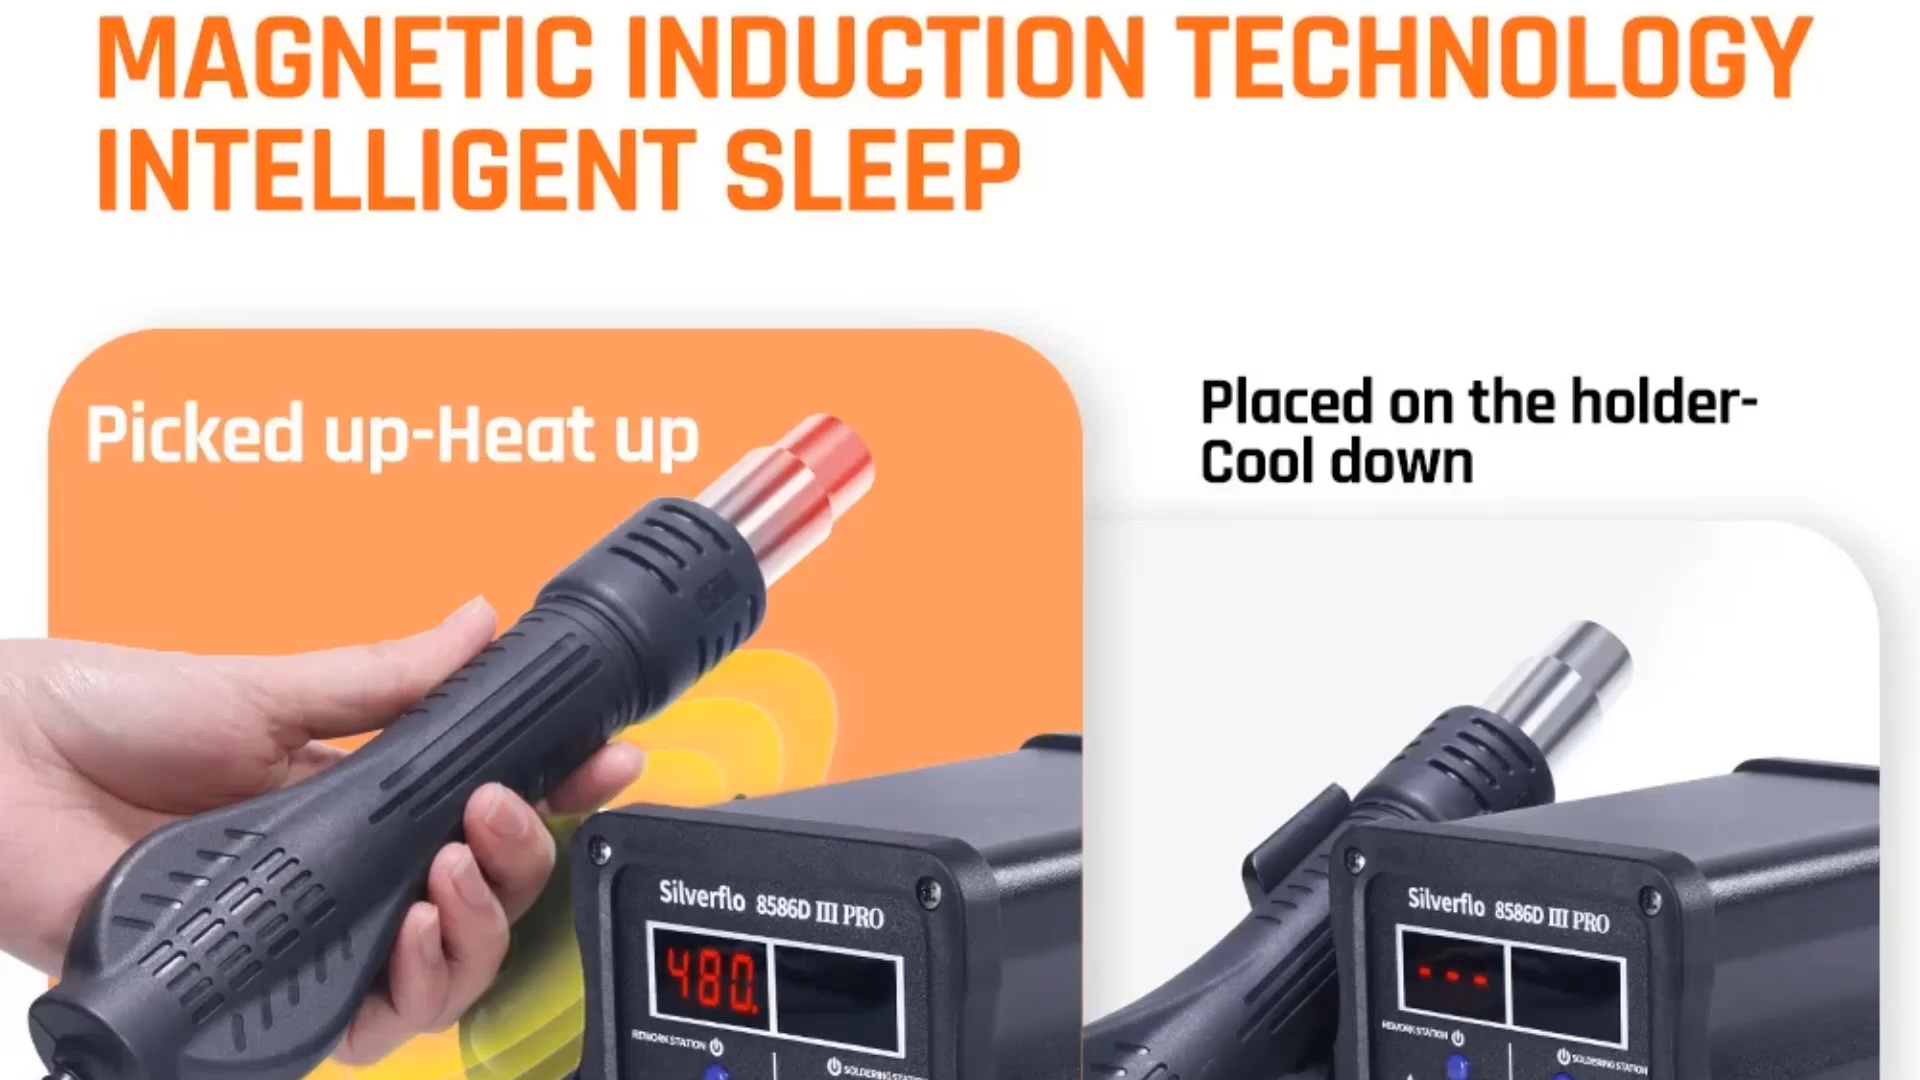 MAGNETIC INDUCTION TECHNOLOGY
INTELLIGENT SLEEP
Picked up-Heat up
Placed on the holder-
Cool down
Silverflo 8586D III PRO
480.
REWORK STATION
SOLDERING STATION
Silverflo 8586D III PRO
---
REWORK STATION
SOLDERING STATION